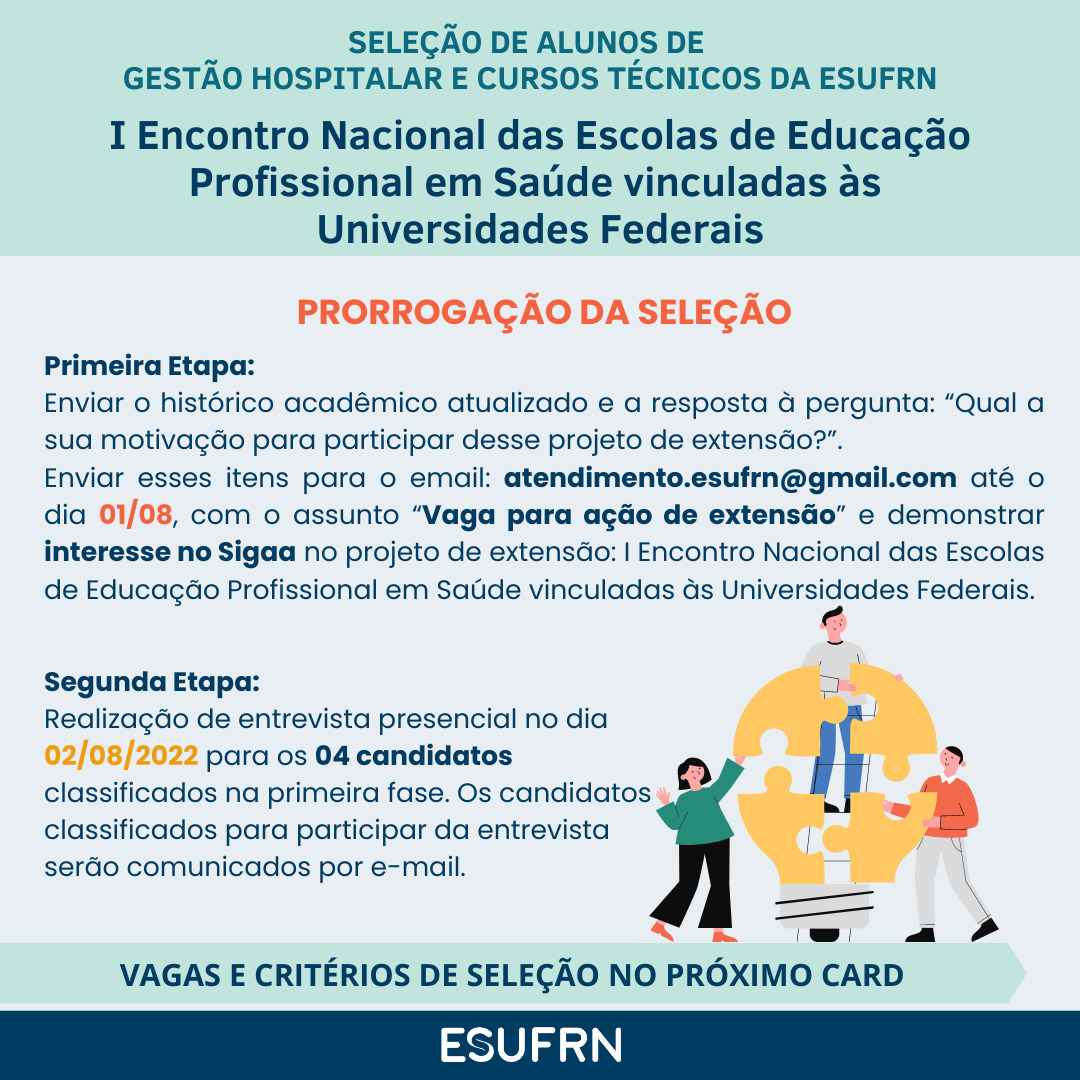 SELEÇÃO DE ALUNOS DE
GESTÃO HOSPITALAR E CURSOS TÉCNICOS DA ESUFRN
I Encontro Nacional das Escolas de Educação
Profissional em Saúde vinculadas às
Universidades Federais
PRORROGAÇÃO DA SELEÇÃO
Primeira Etapa:
Enviar o histórico acadêmico atualizado e a resposta à pergunta: “Qual a
sua motivação para participar desse projeto de extensão?”.
Enviar esses itens para o email: atendimento.esufrn@gmail.com até o
dia 01/08, com o assunto “Vaga para ação de extensão” e demonstrar
interesse no Sigaa no projeto de extensão: I Encontro Nacional das Escolas
de Educação Profissional em Saúde vinculadas às Universidades Federais.
Segunda Etapa:
Realização de entrevista presencial no dia
02/08/2022 para os 04 candidatos
classificados na primeira fase. Os candidatos
classificados para participar da entrevista
serão comunicados por e-mail.
VAGAS E CRITÉRIOS DE SELEÇÃO NO PRÓXIMO CARD
ESUFRN